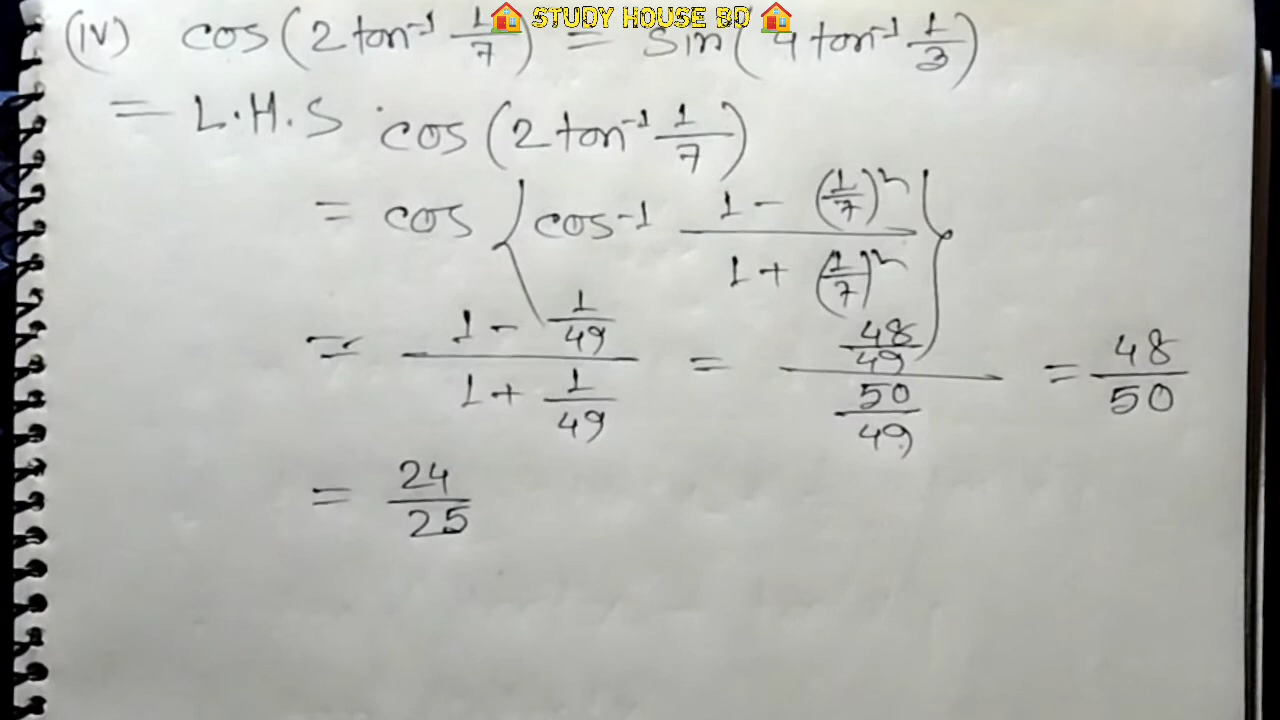 🏠 STUDY HOUSE BD 🏠
(iv) cos(2 tan⁻¹ 1/7) = sin(4 tan⁻¹ 1/3)
= L.H.S cos(2 tan⁻¹ 1/7)
= cos{cos⁻¹ (1 - (1/7)²)/(1 + (1/7)²)}
= (1 - 1/49)/(1 + 1/49) = (48/49)/(50/49) = 48/50
= 24/25